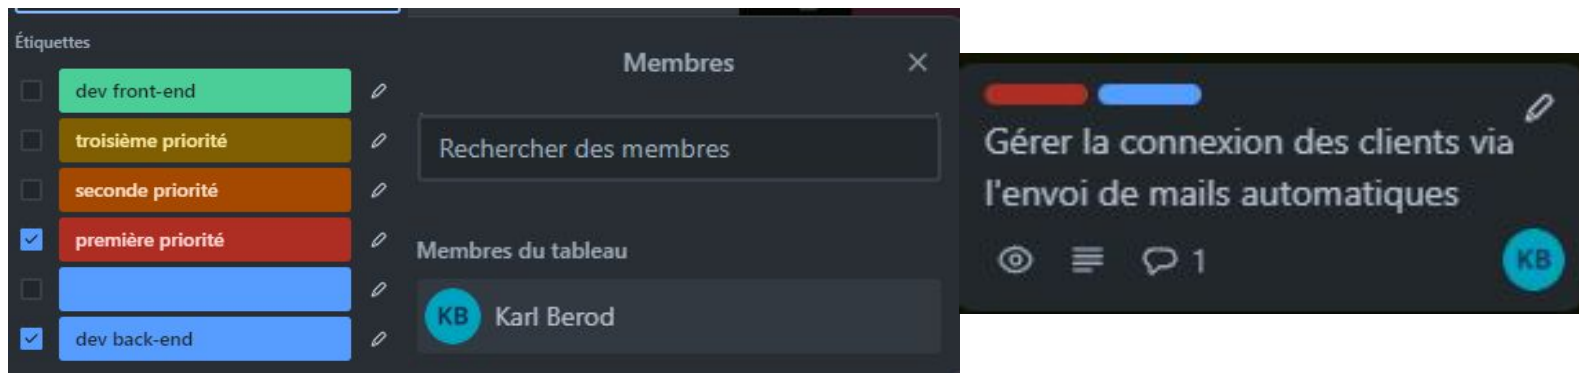 Étiquettes
dev front-end
troisième priorité
seconde priorité
première priorité
dev back-end
Membres
Rechercher des membres
Membres du tableau
KB Karl Berod
Gérer la connexion des clients via
l'envoi de mails automatiques
1
KB